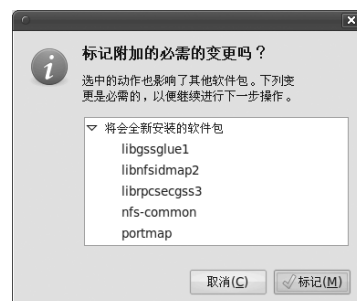 标记附加的必需的变更吗？
选中的动作也影响了其他软件包。下列变
更是必需的，以便继续进行下一步操作。
将会全新安装的软件包
libgssglue1
libnfsidmap2
librpcsecgss3
nfs-common
portmap
取消(C)
标记(M)